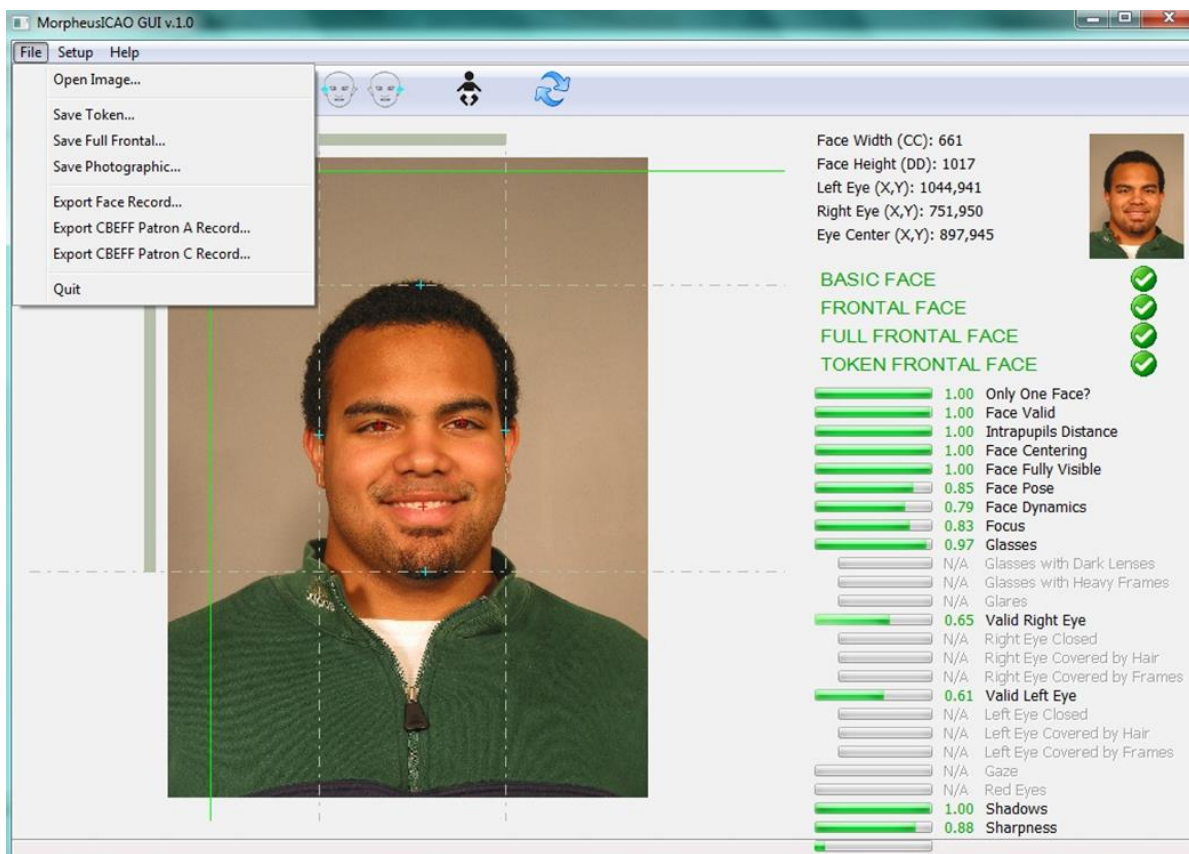 MorpheusICAO GUI v.1.0
File Setup Help
Open Image...
Save Token...
Save Full Frontal...
Save Photographic...
Export Face Record...
Export CBEFF Patron A Record...
Export CBEFF Patron C Record...
Quit
Face Width (CC): 661
Face Height (DD): 1017
Left Eye (X,Y): 1044,941
Right Eye (X,Y): 751,950
Eye Center (X,Y): 897,945
BASIC FACE
FRONTAL FACE
FULL FRONTAL FACE
TOKEN FRONTAL FACE
1.00 Only One Face?
1.00 Face Valid
1.00 Intrapupils Distance
1.00 Face Centering
1.00 Face Fully Visible
0.85 Face Pose
0.79 Face Dynamics
0.83 Focus
0.97 Glasses
N/A Glasses with Dark Lenses
N/A Glasses with Heavy Frames
N/A Glares
0.65 Valid Right Eye
N/A Right Eye Closed
N/A Right Eye Covered by Hair
N/A Right Eye Covered by Frames
0.61 Valid Left Eye
N/A Left Eye Closed
N/A Left Eye Covered by Hair
N/A Left Eye Covered by Frames
N/A Gaze
N/A Red Eyes
1.00 Shadows
0.88 Sharpness